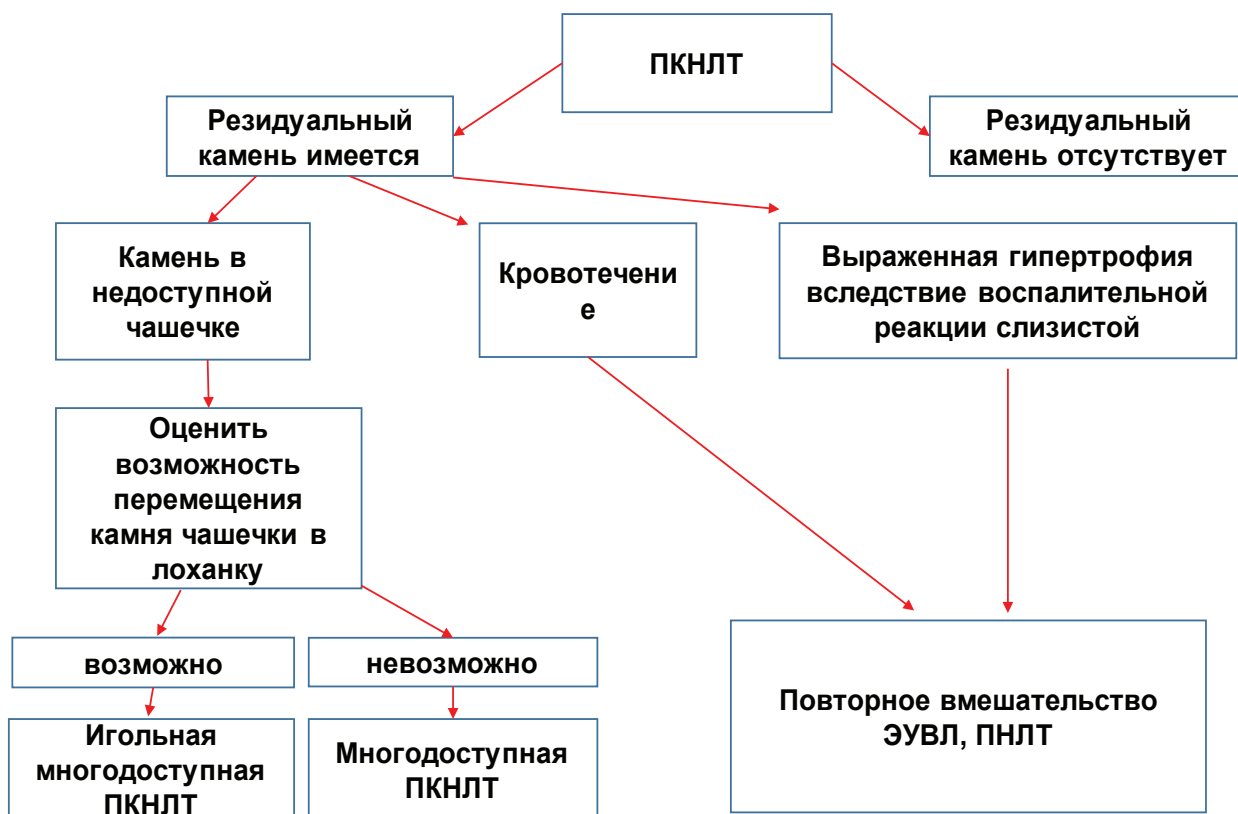 ПКНЛТ
Резидуальный
камень имеется
Резидуальный
камень отсутствует
Камень в
недоступной
чашечке
Кровотечени
е
Выраженная гипертрофия
вследствие воспалительной
реакции слизистой
Оценить
возможность
перемещения
камня чашечки в
лоханку
возможно
невозможно
Игольная
многодоступная
ПКНЛТ
Многодоступная
ПКНЛТ
Повторное вмешательство
ЭУВЛ, ПНЛТ